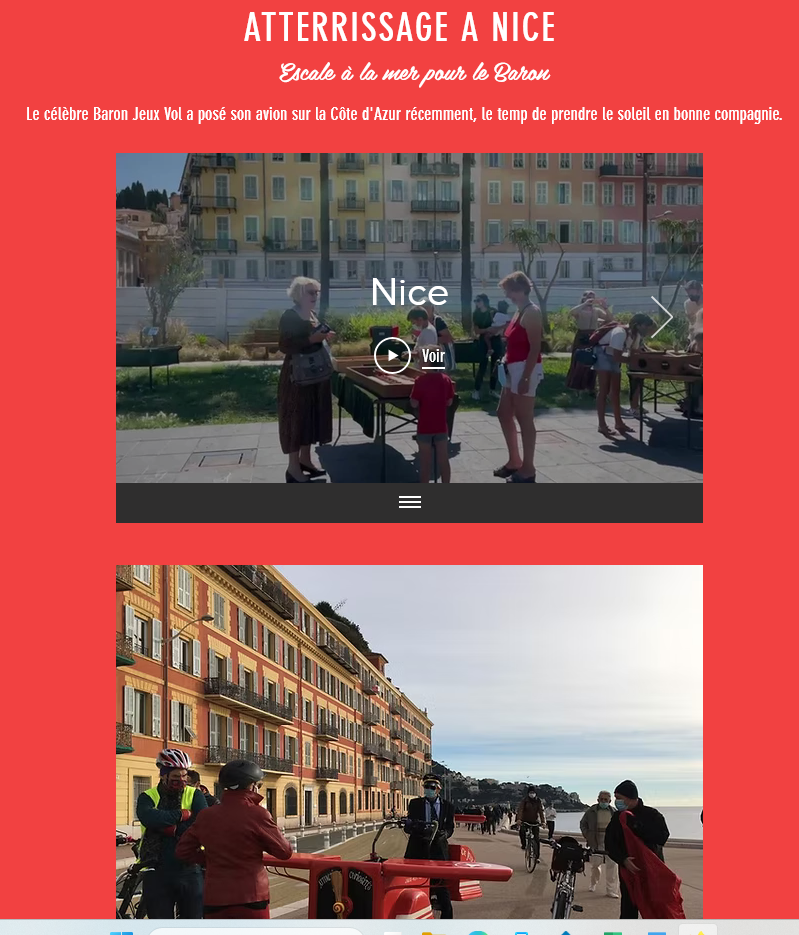 ATTERRISSAGE A NICE
Escale à la mer pour le Baron
Le célèbre Baron Jeux Vol a posé son avion sur la Côte d'Azur récemment, le temps de prendre le soleil en bonne compagnie.
Nice
Voir